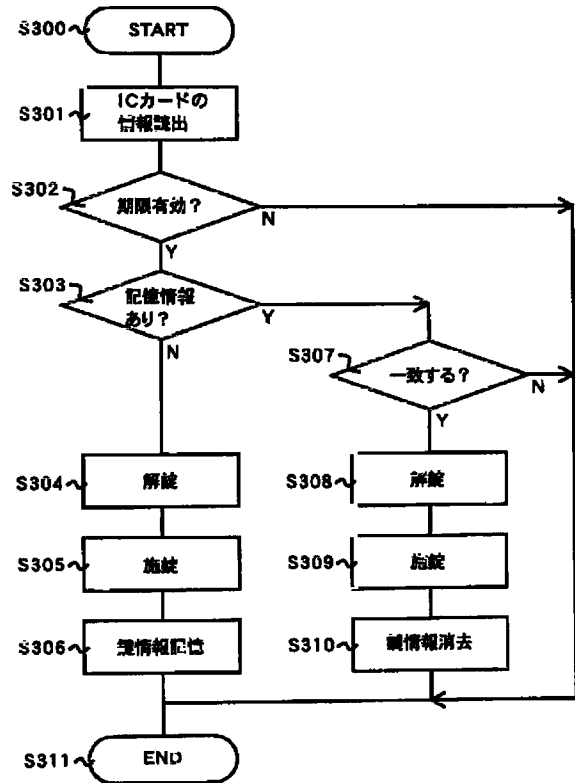 S300
START
S301
ICカードの
情報読出
S302
期限有効?
N
Y
S303
記憶情報
あり?
Y
N
S307
一致する?
N
Y
S304
解錠
S308
解錠
S305
施錠
S309
施錠
S306
鍵情報記憶
S310
鍵情報消去
S311
END